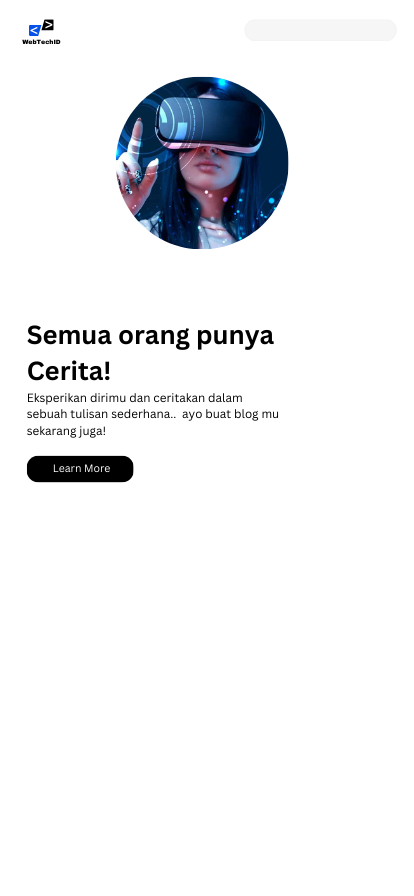 < >
WebTechID
Semua orang punya
Cerita!
Eksperikan dirimu dan ceritakan dalam
sebuah tulisan sederhana.. ayo buat blog mu
sekarang juga!
Learn More